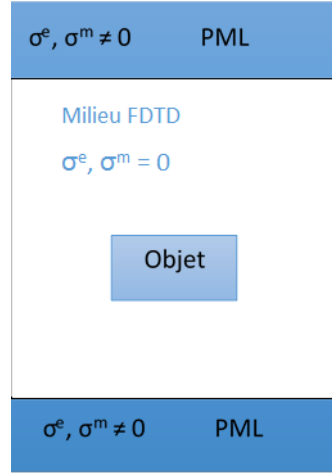 σᵉ, σᵐ ≠ 0 PML
Milieu FDTD
σᵉ, σᵐ = 0
Objet
σᵉ, σᵐ ≠ 0 PML